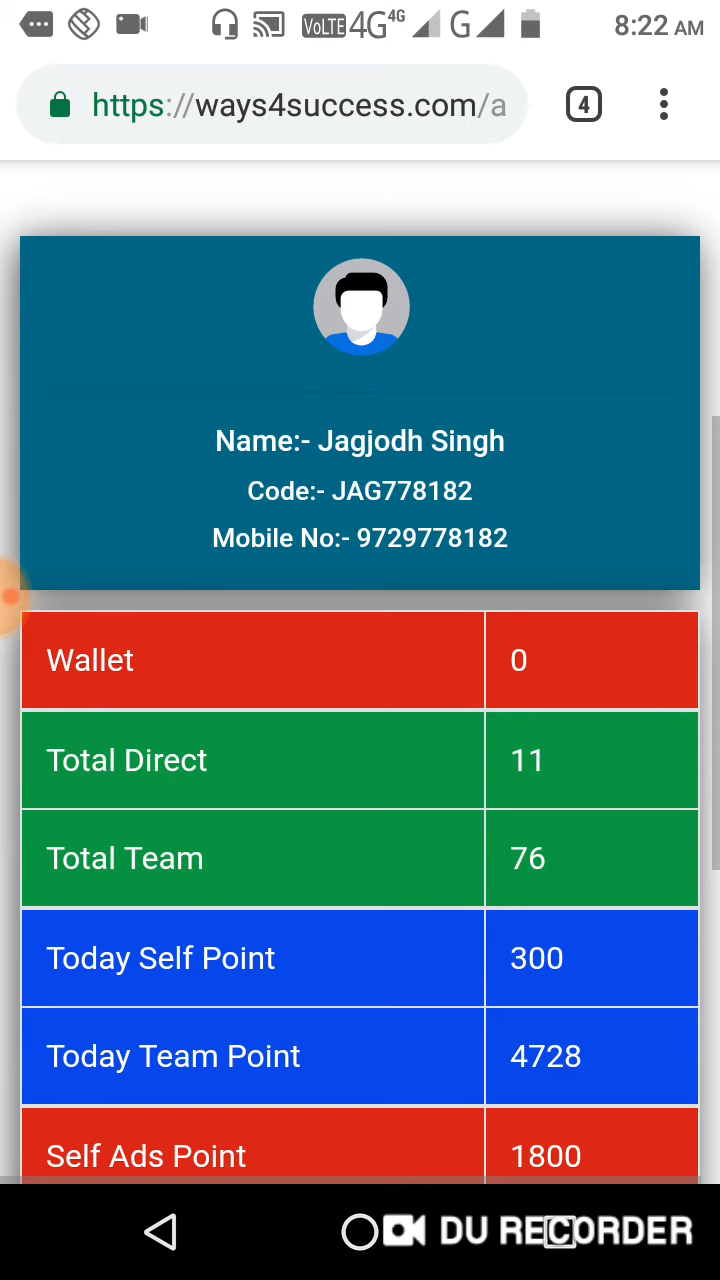 VoLTE 4G 4G G 8:22 AM
https://ways4success.com/a 4
Name:- Jagjodh Singh
Code:- JAG778182
Mobile No:- 9729778182
Wallet 0
Total Direct 11
Total Team 76
Today Self Point 300
Today Team Point 4728
Self Ads Point 1800
DU RECORDER